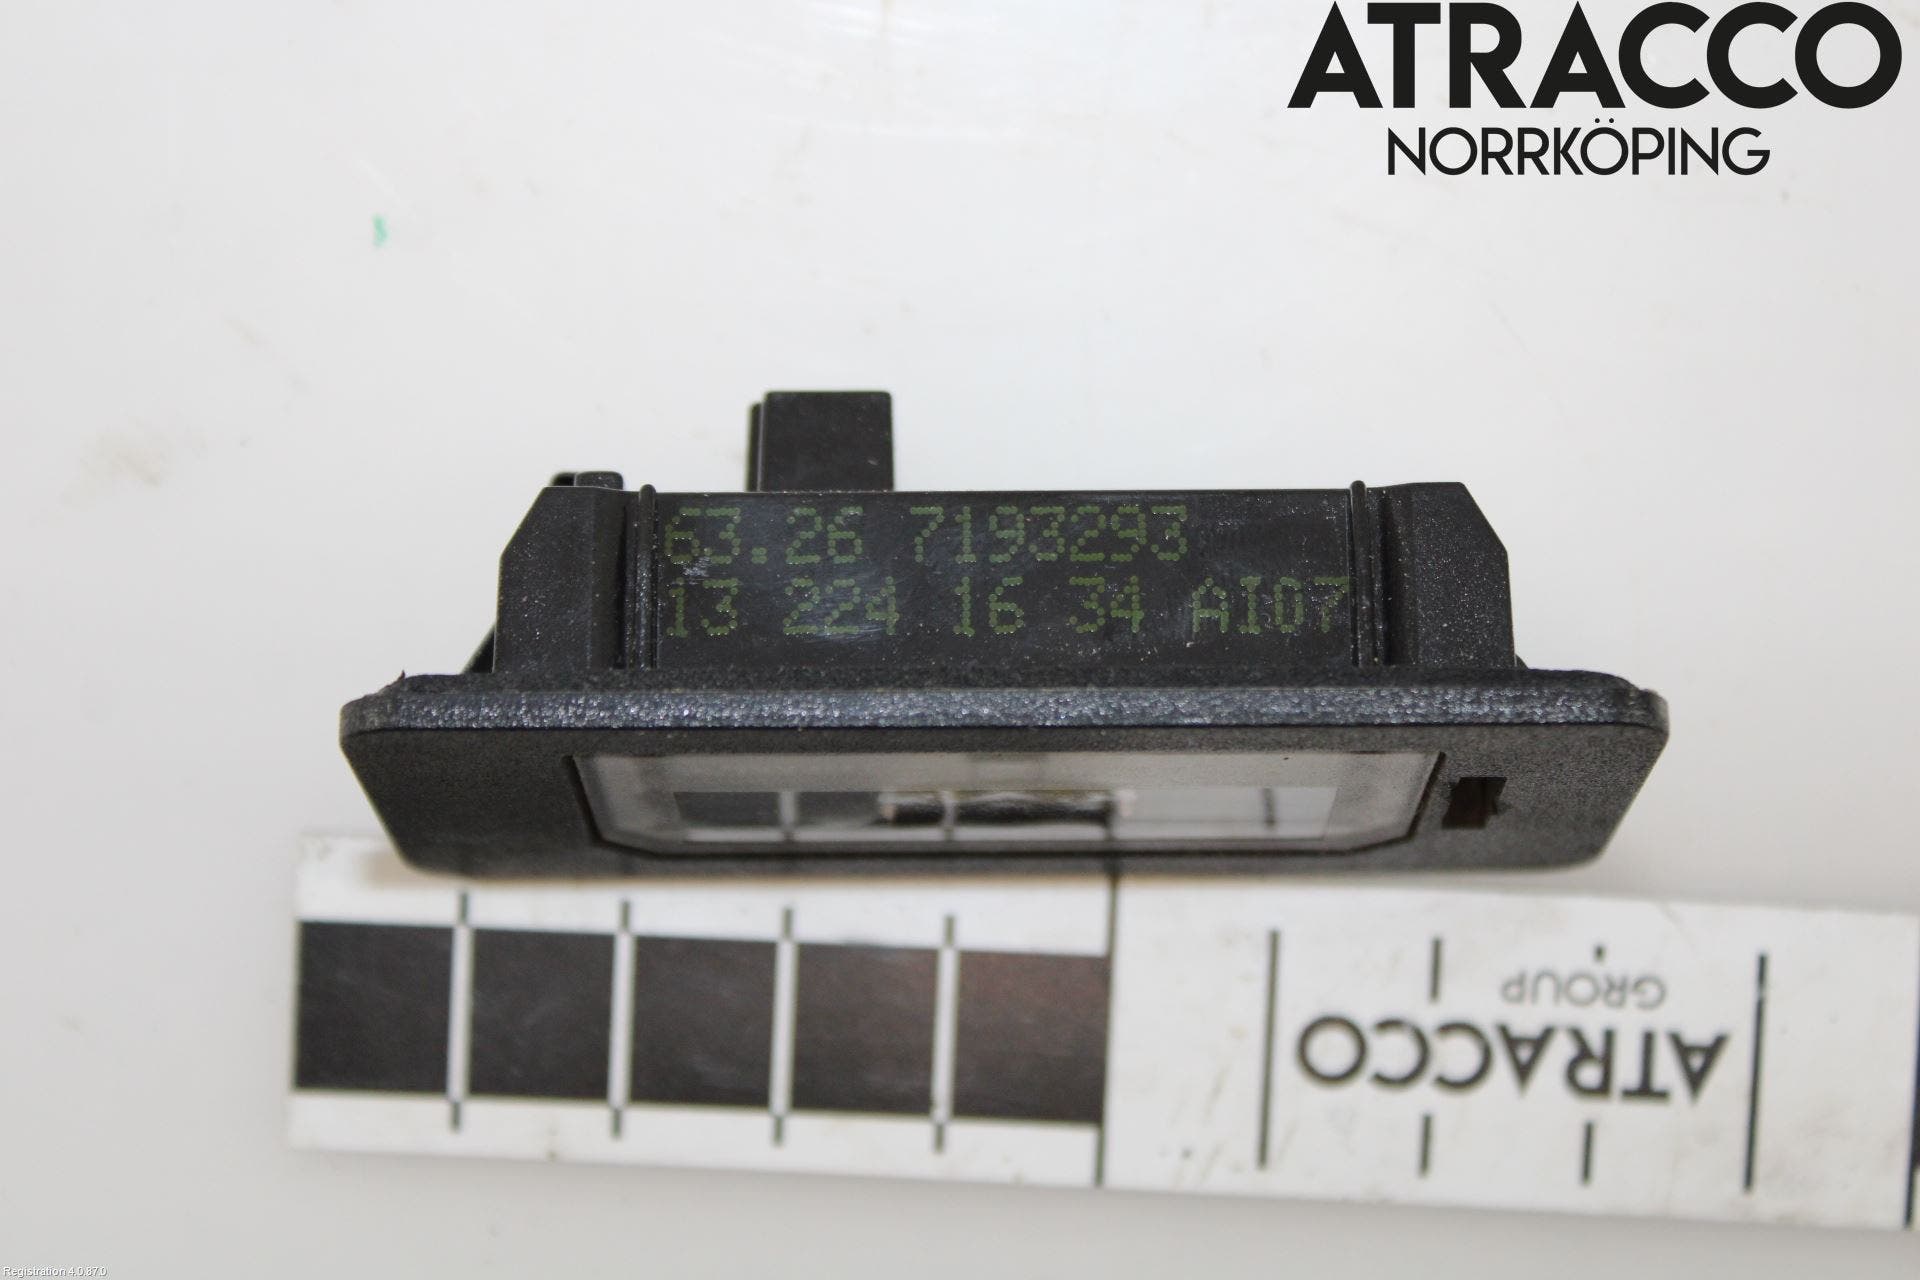 ATRACCO
NORRKÖPING
63.26 7193293
13 224 16 34 AI07
ATRACCO
GROUP
Registration 4.0.87.0